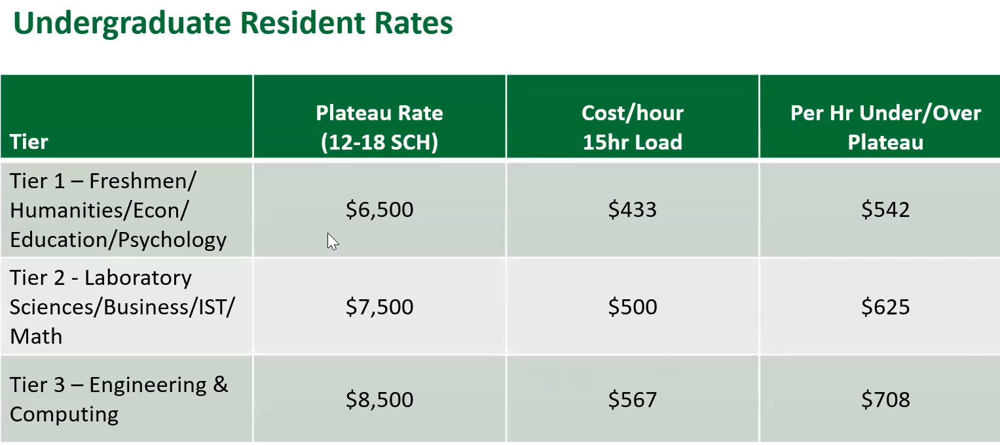 Undergraduate Resident Rates
Tier
Plateau Rate
(12-18 SCH)
Cost/hour
15hr Load
Per Hr Under/Over
Plateau
Tier 1 – Freshmen/
Humanities/Econ/
Education/Psychology
$6,500
$433
$542
Tier 2 - Laboratory
Sciences/Business/IST/
Math
$7,500
$500
$625
Tier 3 – Engineering &
Computing
$8,500
$567
$708